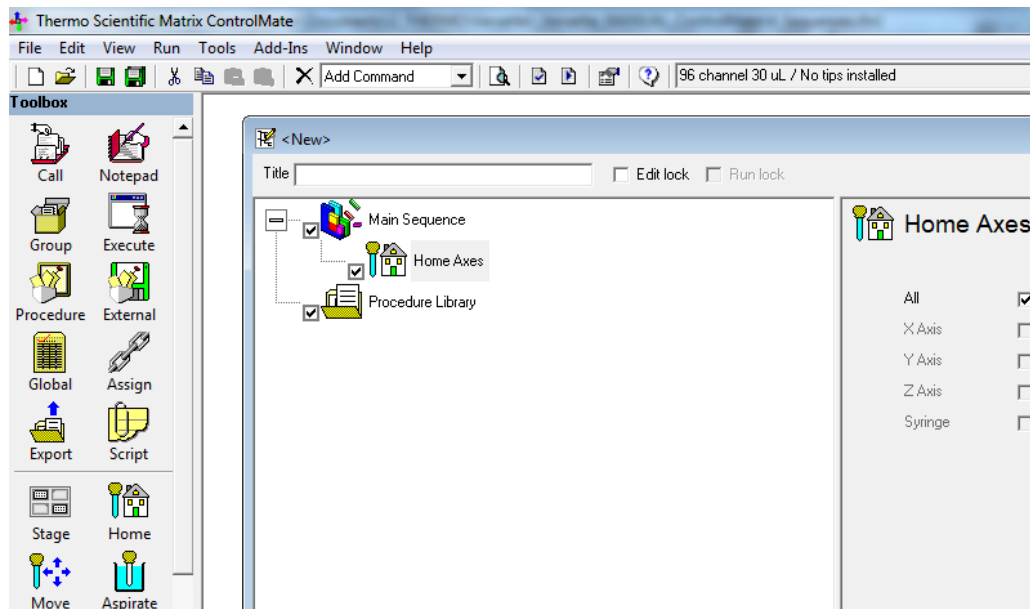 Thermo Scientific Matrix ControlMate
File Edit View Run Tools Add-Ins Window Help
Add Command
96 channel 30 uL / No tips installed
Toolbox
Call Notepad
Group Execute
Procedure External
Global Assign
Export Script
Stage Home
Move Aspirate
<New>
Title
Edit lock Run lock
Main Sequence
Home Axes
Procedure Library
Home Axes
All
X Axis
Y Axis
Z Axis
Syringe